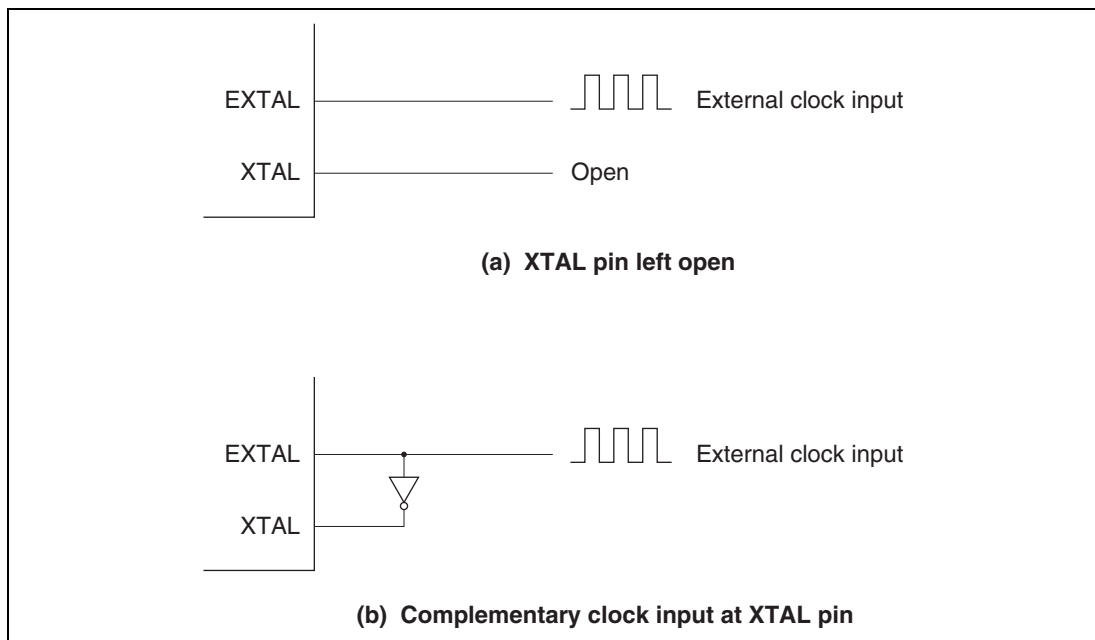 EXTAL External clock input
XTAL Open
(a) XTAL pin left open
EXTAL External clock input
XTAL
(b) Complementary clock input at XTAL pin